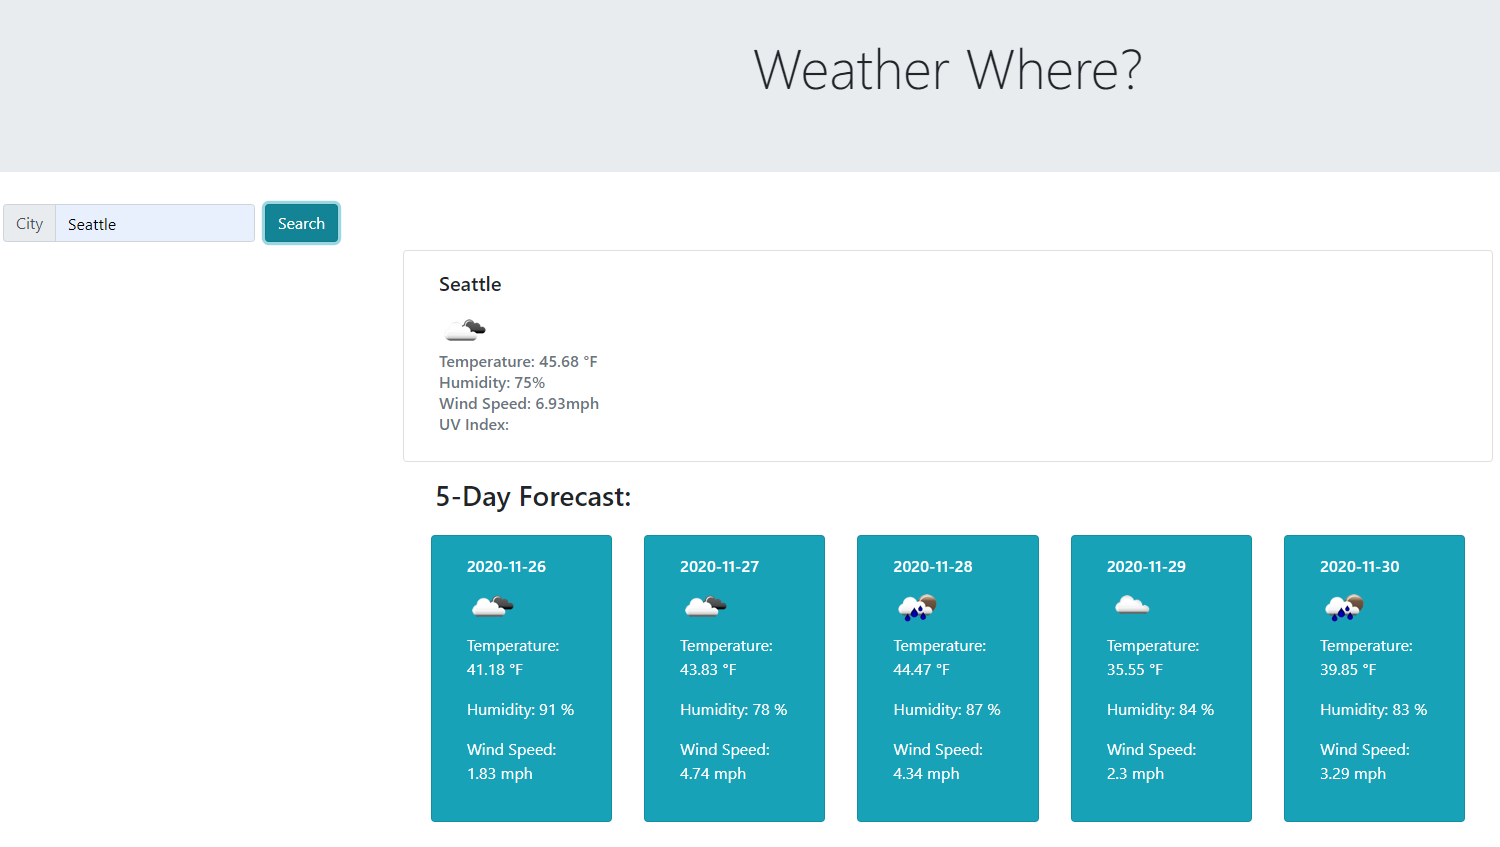 Weather Where?
City
Seattle
Search
Seattle
Temperature: 45.68 °F
Humidity: 75%
Wind Speed: 6.93mph
UV Index:
5-Day Forecast:
2020-11-26
Temperature:
41.18 °F
Humidity: 91 %
Wind Speed:
1.83 mph
2020-11-27
Temperature:
43.83 °F
Humidity: 78 %
Wind Speed:
4.74 mph
2020-11-28
Temperature:
44.47 °F
Humidity: 87 %
Wind Speed:
4.34 mph
2020-11-29
Temperature:
35.55 °F
Humidity: 84 %
Wind Speed:
2.3 mph
2020-11-30
Temperature:
39.85 °F
Humidity: 83 %
Wind Speed:
3.29 mph